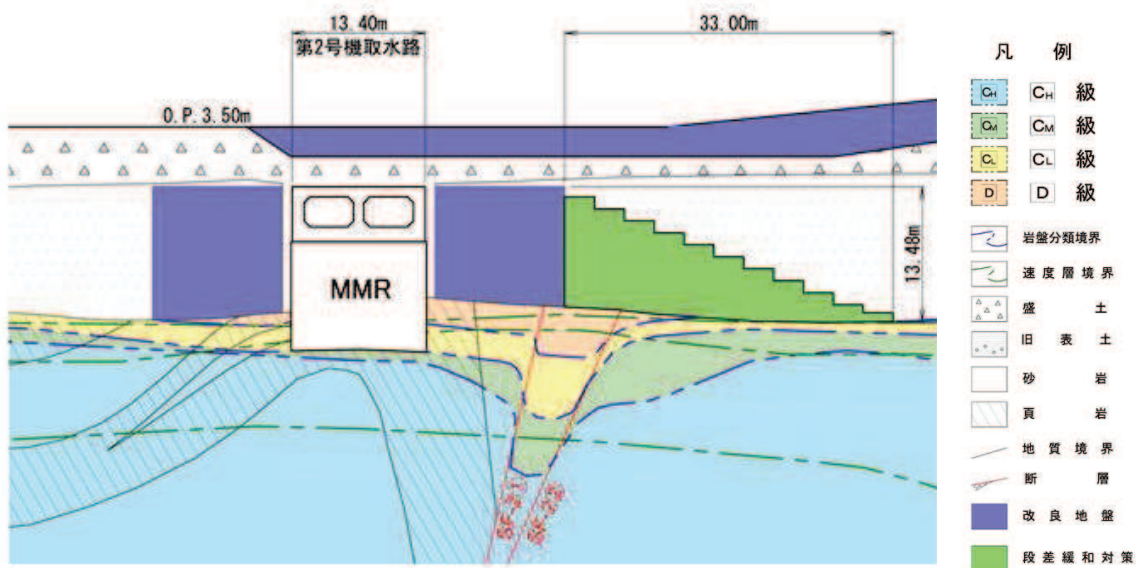 13.40m
第2号機取水路
33.00m
O.P.3.50m
13.48m
MMR
凡 例
CH CH 級
CM CM 級
CL CL 級
D D 級
岩盤分類境界
速度層境界
盛 土
旧 表 土
砂 岩
頁 岩
地 質 境 界
断 層
改 良 地 盤
段 差 緩 和 対 策